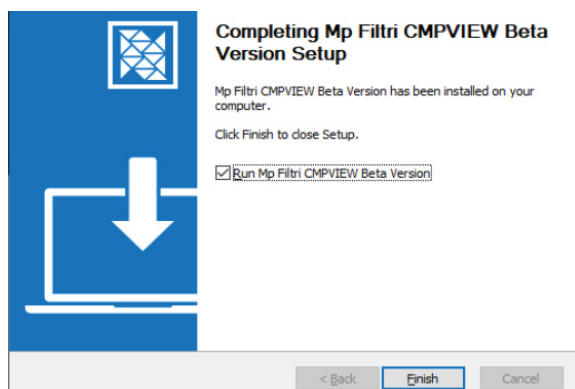 Completing Mp Filtri CMPVIEW Beta
Version Setup
Mp Filtri CMPVIEW Beta Version has been installed on your
computer.
Click Finish to close Setup.
Run Mp Filtri CMPVIEW Beta Version
< Back Finish Cancel